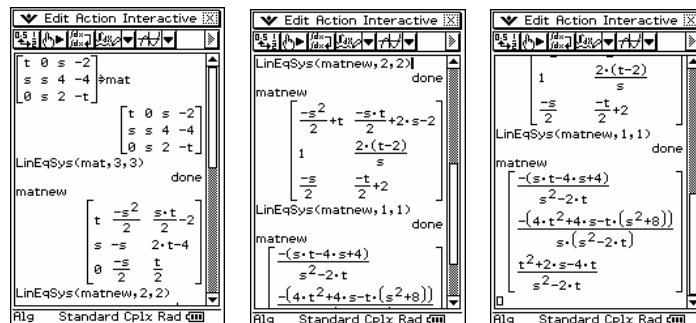 Edit Action Interactive
[t 0 s -2
s s 4 -4
0 s 2 -t]⇒mat
[t 0 s -2
s s 4 -4
0 s 2 -t]
LinEqSys(mat,3,3)
done
matnew
[t -s²/2 s·t/2-2
s -s 2·t-4
0 -s/2 t/2]
LinEqSys(matnew,2,2)
Alg Standard Cplx Rad
Edit Action Interactive
LinEqSys(matnew,2,2)
done
matnew
[-s²/2+t -s·t/2+2·s-2
1 2·(t-2)/s
-s/2 -t/2+2]
LinEqSys(matnew,1,1)
done
matnew
[-(s·t-4·s+4)/s²-2·t
-(4·t²+4·s-t·(s²+8))
Alg Standard Cplx Rad
Edit Action Interactive
1 2·(t-2)/s
-s/2 -t/2+2
LinEqSys(matnew,1,1)
done
matnew
[-(s·t-4·s+4)/s²-2·t
-(4·t²+4·s-t·(s²+8))/s·(s²-2·t)
t²+2·s-4·t/s²-2·t]
Alg Standard Cplx Rad